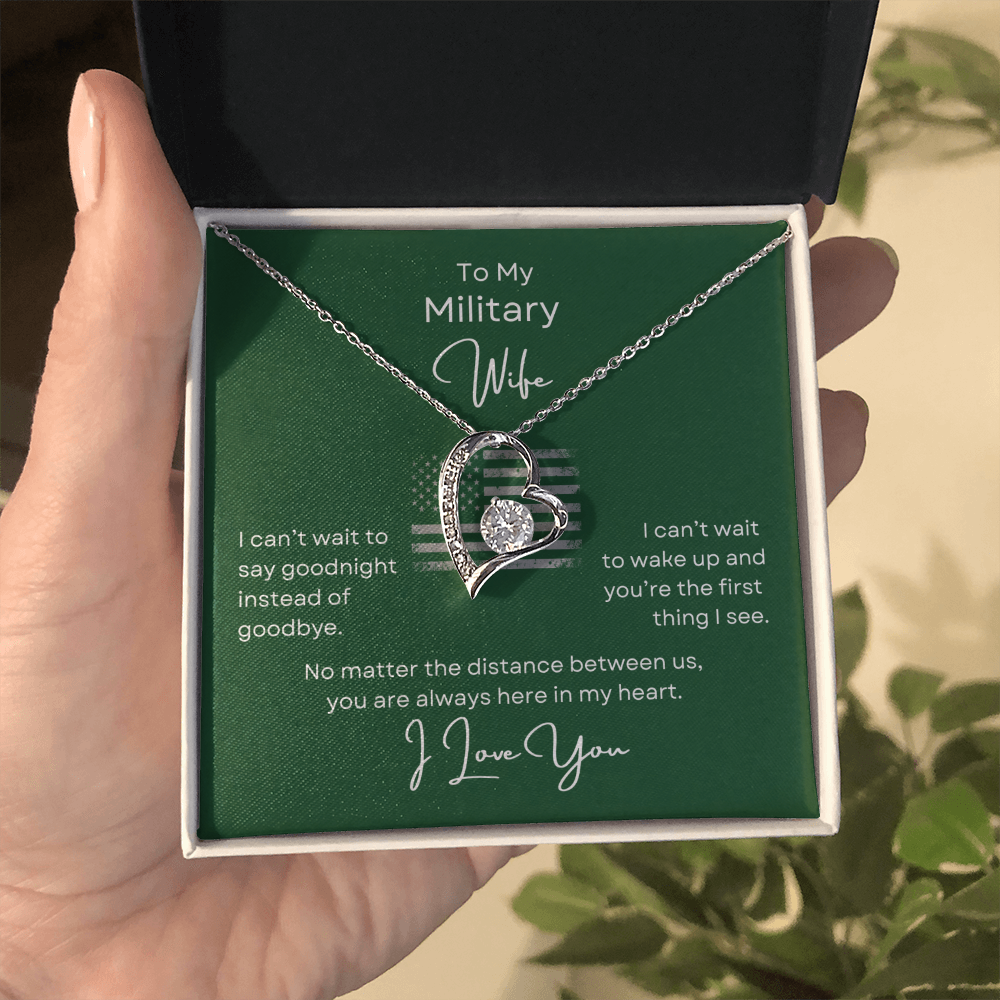 To My
Military
Wife
I can't wait to
say goodnight
instead of
goodbye.
I can't wait
to wake up and
you're the first
thing I see.
No matter the distance between us,
you are always here in my heart.
I Love You